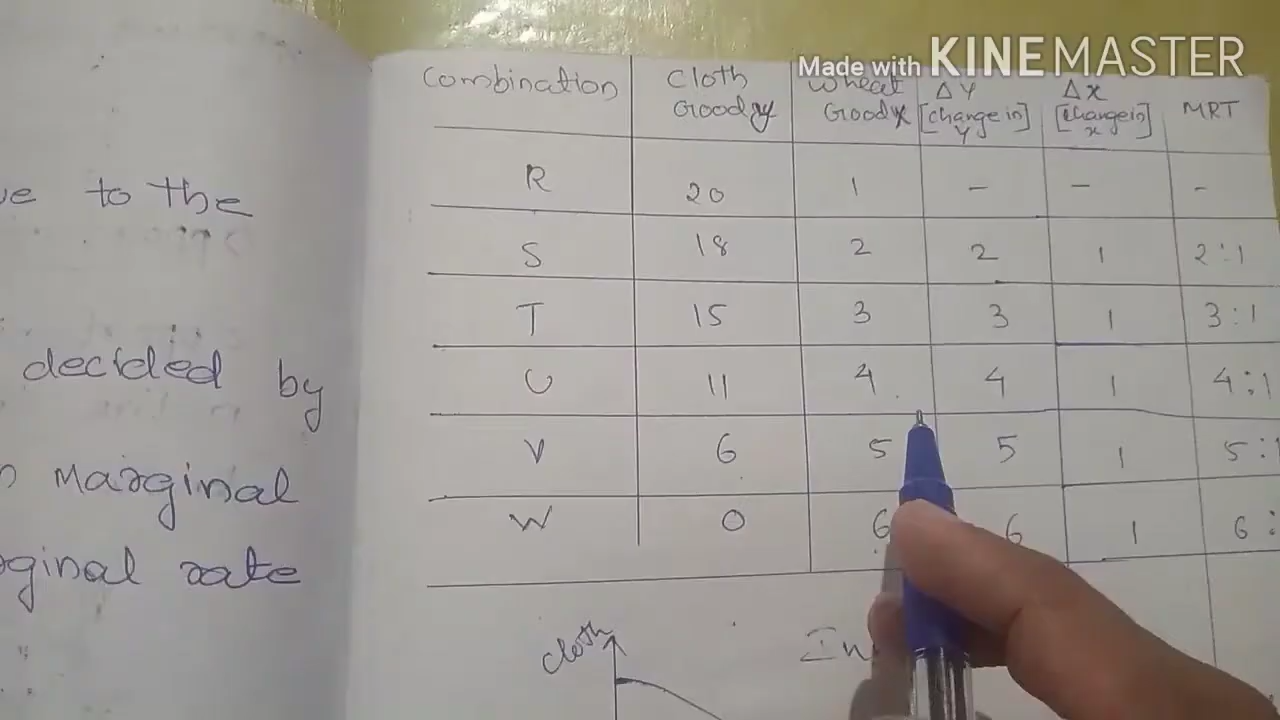 Made with KINEMASTER
ve to the
decided by
n Marginal
rginal rate
Combination | Cloth Good y | Wheat Good x | ΔY [change in Y] | ΔX [change in x] | MRT
R | 20 | 1 | - | - | -
S | 18 | 2 | 2 | 1 | 2:1
T | 15 | 3 | 3 | 1 | 3:1
U | 11 | 4 | 4 | 1 | 4:1
V | 6 | 5 | 5 | 1 | 5:1
W | 0 | 6 | 6 | 1 | 6:
Cloth